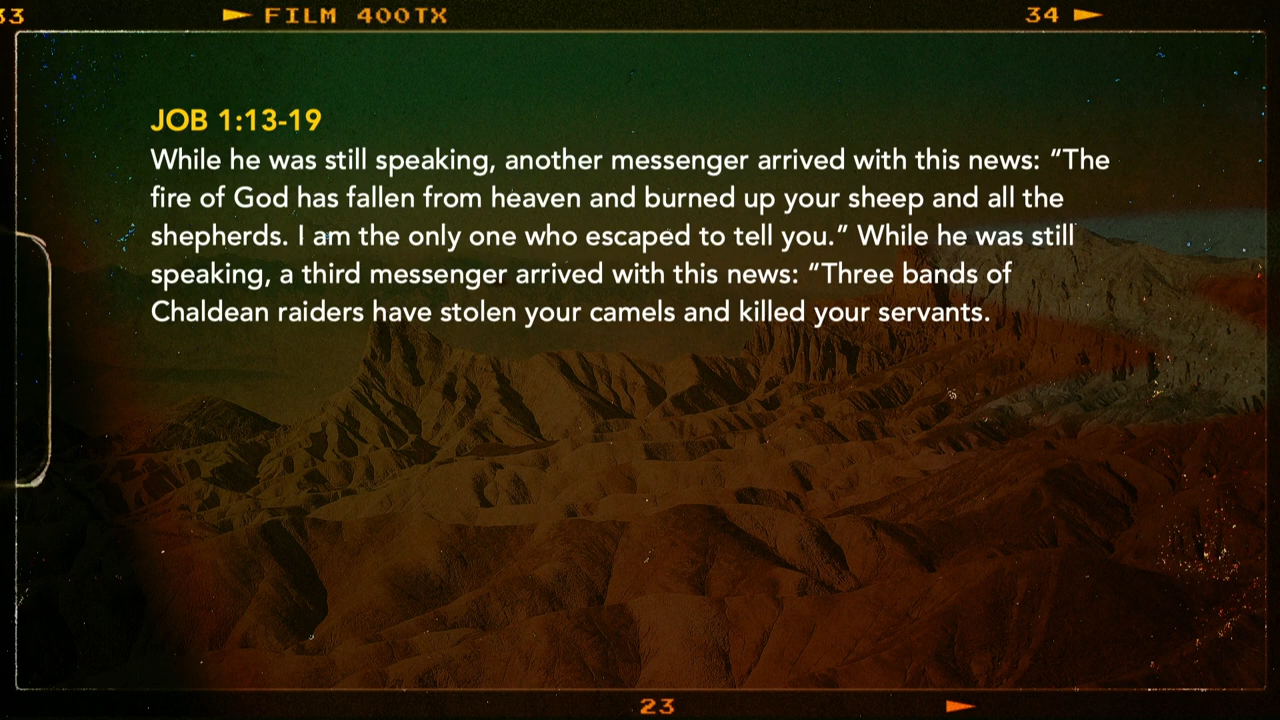 33 FILM 400TX 34
JOB 1:13-19
While he was still speaking, another messenger arrived with this news: “The
fire of God has fallen from heaven and burned up your sheep and all the
shepherds. I am the only one who escaped to tell you.” While he was still
speaking, a third messenger arrived with this news: “Three bands of
Chaldean raiders have stolen your camels and killed your servants.
23